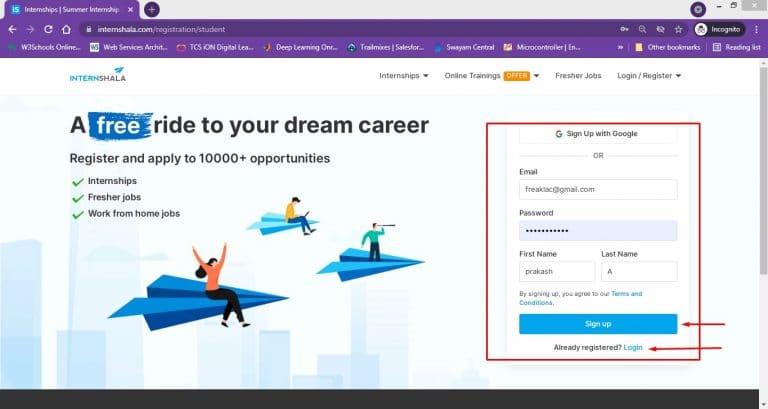 Internships | Summer Internship
internshala.com/registration/student
Incognito
W3Schools Online...
Web Services Archit...
TCS iON Digital Lea...
Deep Learning Onr...
Trailmixes | Salesfor...
Swayam Central
Microcontroller | En...
»
Other bookmarks
Reading list
INTERNSHALA
Internships
Online Trainings OFFER
Fresher Jobs
Login / Register
A free ride to your dream career
Register and apply to 10000+ opportunities
Internships
Fresher jobs
Work from home jobs
G Sign Up with Google
OR
Email
freaklac@gmail.com
Password
•••••••••••
First Name
Last Name
prakash
A
By signing up, you agree to our Terms and
Conditions.
Sign up
Already registered? Login